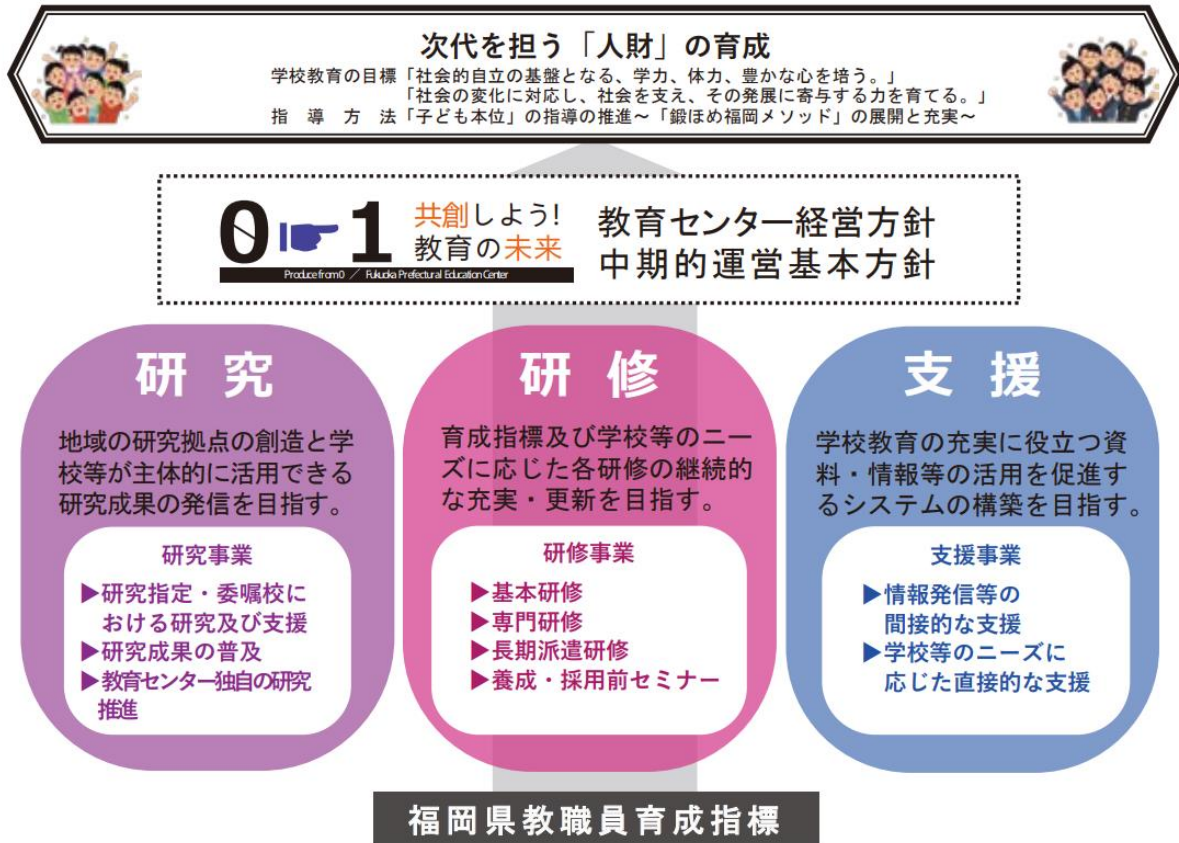 次代を担う「人財」の育成
学校教育の目標「社会的自立の基盤となる、学力、体力、豊かな心を培う。」
「社会の変化に対応し、社会を支え、その発展に寄与する力を育てる。」
指導方法「子ども本位」の指導の推進～「鍛ほめ福岡メソッド」の展開と充実～
0 1
共創しよう!
教育の未来
Produce from 0 ／ Fukuoka Prefectural Education Center
教育センター経営方針
中期的運営基本方針
研究
地域の研究拠点の創造と学
校等が主体的に活用できる
研究成果の発信を目指す。
研究事業
▶研究指定・委嘱校に
おける研究及び支援
▶研究成果の普及
▶教育センター独自の研究
推進
研修
育成指標及び学校等のニー
ズに応じた各研修の継続的
な充実・更新を目指す。
研修事業
▶基本研修
▶専門研修
▶長期派遣研修
▶養成・採用前セミナー
支援
学校教育の充実に役立つ資
料・情報等の活用を促進す
るシステムの構築を目指す。
支援事業
▶情報発信等の
間接的な支援
▶学校等のニーズに
応じた直接的な支援
福岡県教職員育成指標